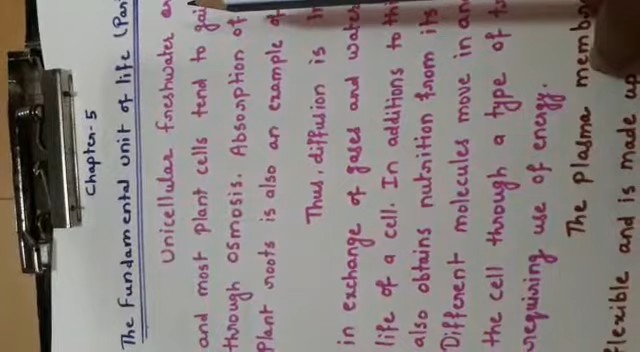 Chapter-5
The Fundamental unit of life (Par
Unicellular freshwater
and most plant cells tend to gai
through osmosis. Absorption of
Plant roots is also an example of
Thus, diffusion is
in exchange of gases and water
life of a cell. In additions to thi
also obtains nutrition from its
Different molecules move in an
the cell through a type of
requiring use of energy.
The plasma memb
flexible and is made up